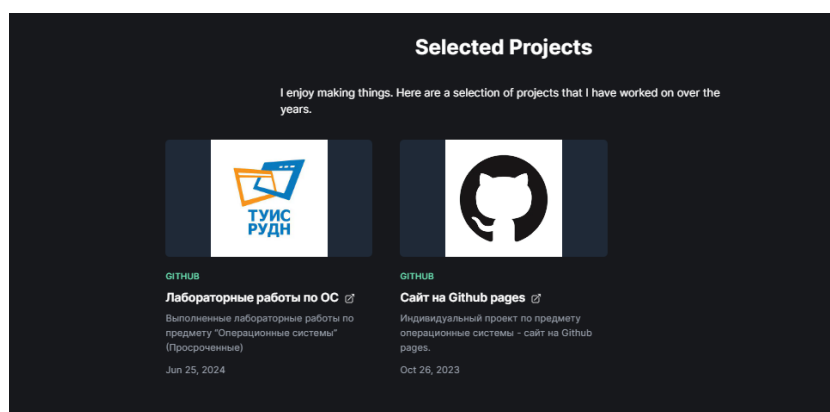 Selected Projects
I enjoy making things. Here are a selection of projects that I have worked on over the
years.
ТУИС
РУДН
GITHUB
Лабораторные работы по ОС
Выполненные лабораторные работы по
предмету "Операционные системы"
(Просроченные)
Jun 25, 2024
GITHUB
Сайт на Github pages
Индивидуальный проект по предмету
операционные системы - сайт на Github
pages.
Oct 26, 2023